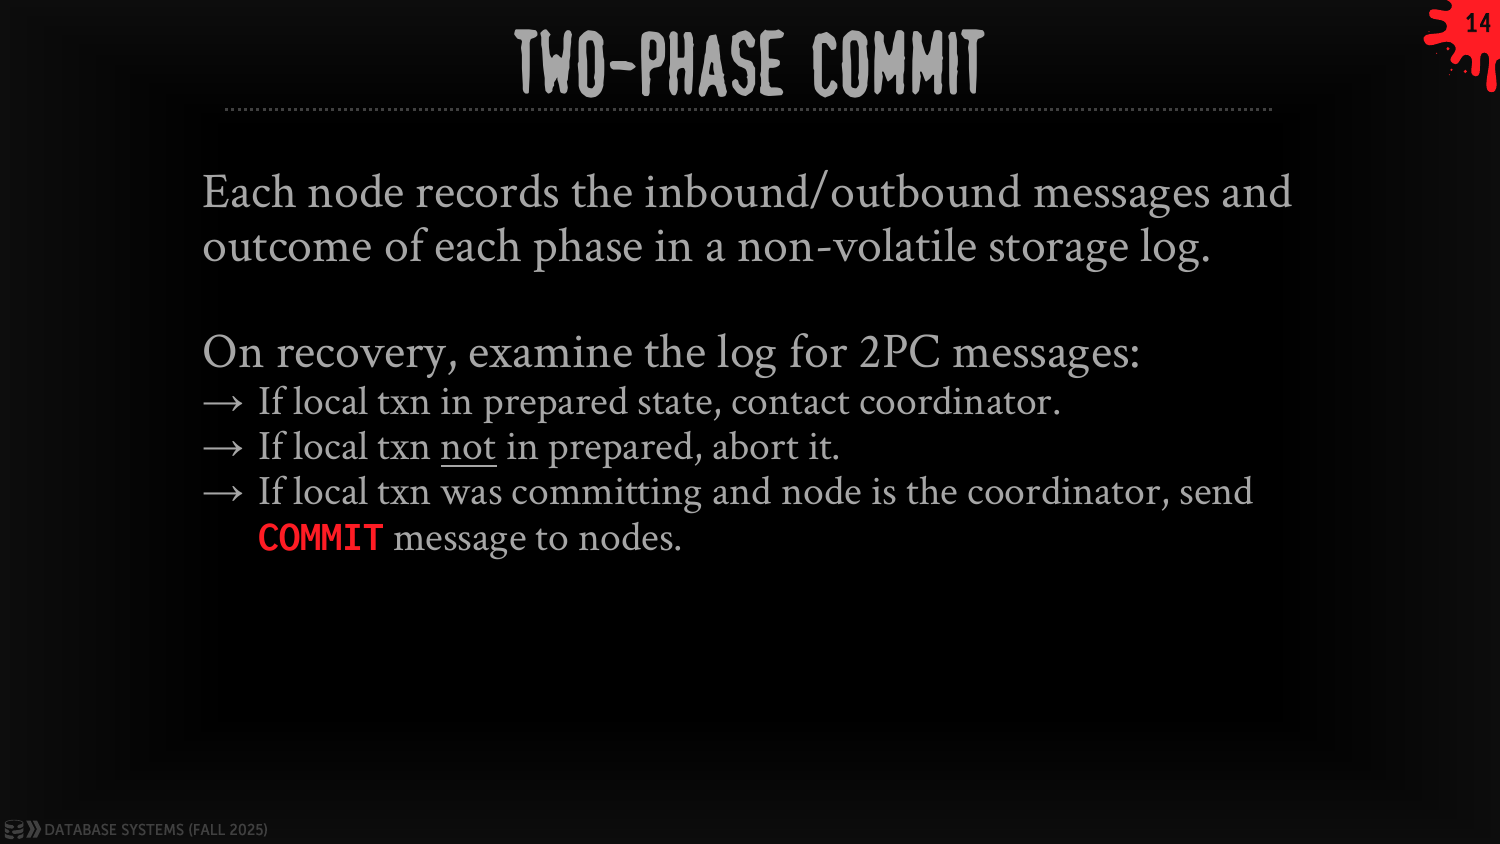 14
TWO-PHASE COMMIT
Each node records the inbound/outbound messages and
outcome of each phase in a non-volatile storage log.
On recovery, examine the log for 2PC messages:
→ If local txn in prepared state, contact coordinator.
→ If local txn not in prepared, abort it.
→ If local txn was committing and node is the coordinator, send
COMMIT message to nodes.
DATABASE SYSTEMS (FALL 2025)